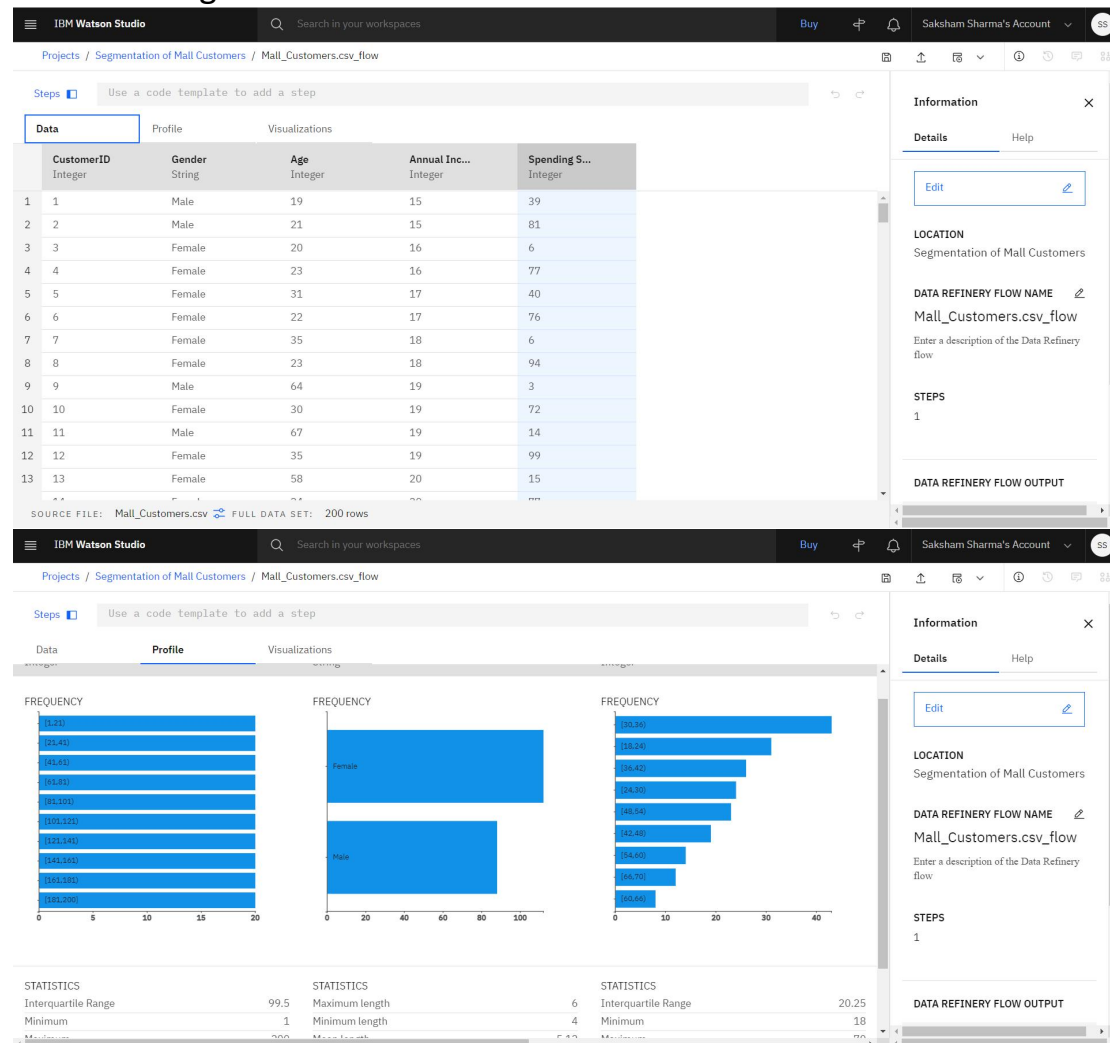 IBM Watson Studio Search in your workspaces Buy Saksham Sharma's Account SS
Projects / Segmentation of Mall Customers / Mall_Customers.csv_flow
Steps Use a code template to add a step
Data Profile Visualizations
CustomerID Gender Age Annual Inc... Spending S...
Integer String Integer Integer Integer
1 1 Male 19 15 39
2 2 Male 21 15 81
3 3 Female 20 16 6
4 4 Female 23 16 77
5 5 Female 31 17 40
6 6 Female 22 17 76
7 7 Female 35 18 6
8 8 Female 23 18 94
9 9 Male 64 19 3
10 10 Female 30 19 72
11 11 Male 67 19 14
12 12 Female 35 19 99
13 13 Female 58 20 15
SOURCE FILE: Mall_Customers.csv FULL DATA SET: 200 rows
Information
Details Help
Edit
LOCATION
Segmentation of Mall Customers
DATA REFINERY FLOW NAME
Mall_Customers.csv_flow
Enter a description of the Data Refinery
flow
STEPS
1
DATA REFINERY FLOW OUTPUT
IBM Watson Studio Search in your workspaces Buy Saksham Sharma's Account SS
Projects / Segmentation of Mall Customers / Mall_Customers.csv_flow
Steps Use a code template to add a step
Data Profile Visualizations
FREQUENCY
[1,21)
[21,41)
[41,61)
[61,81)
[81,101)
[101,121)
[121,141)
[141,161)
[161,181)
[181,200]
0 5 10 15 20
FREQUENCY
Female
Male
0 20 40 60 80 100
FREQUENCY
[30,36)
[18,24)
[36,42)
[24,30)
[48,54)
[42,48)
[54,60)
[66,70]
[60,66)
0 10 20 30 40
STATISTICS
Interquartile Range 99.5
Minimum 1
STATISTICS
Maximum length 6
Minimum length 4
STATISTICS
Interquartile Range 20.25
Minimum 18
Information
Details Help
Edit
LOCATION
Segmentation of Mall Customers
DATA REFINERY FLOW NAME
Mall_Customers.csv_flow
Enter a description of the Data Refinery
flow
STEPS
1
DATA REFINERY FLOW OUTPUT